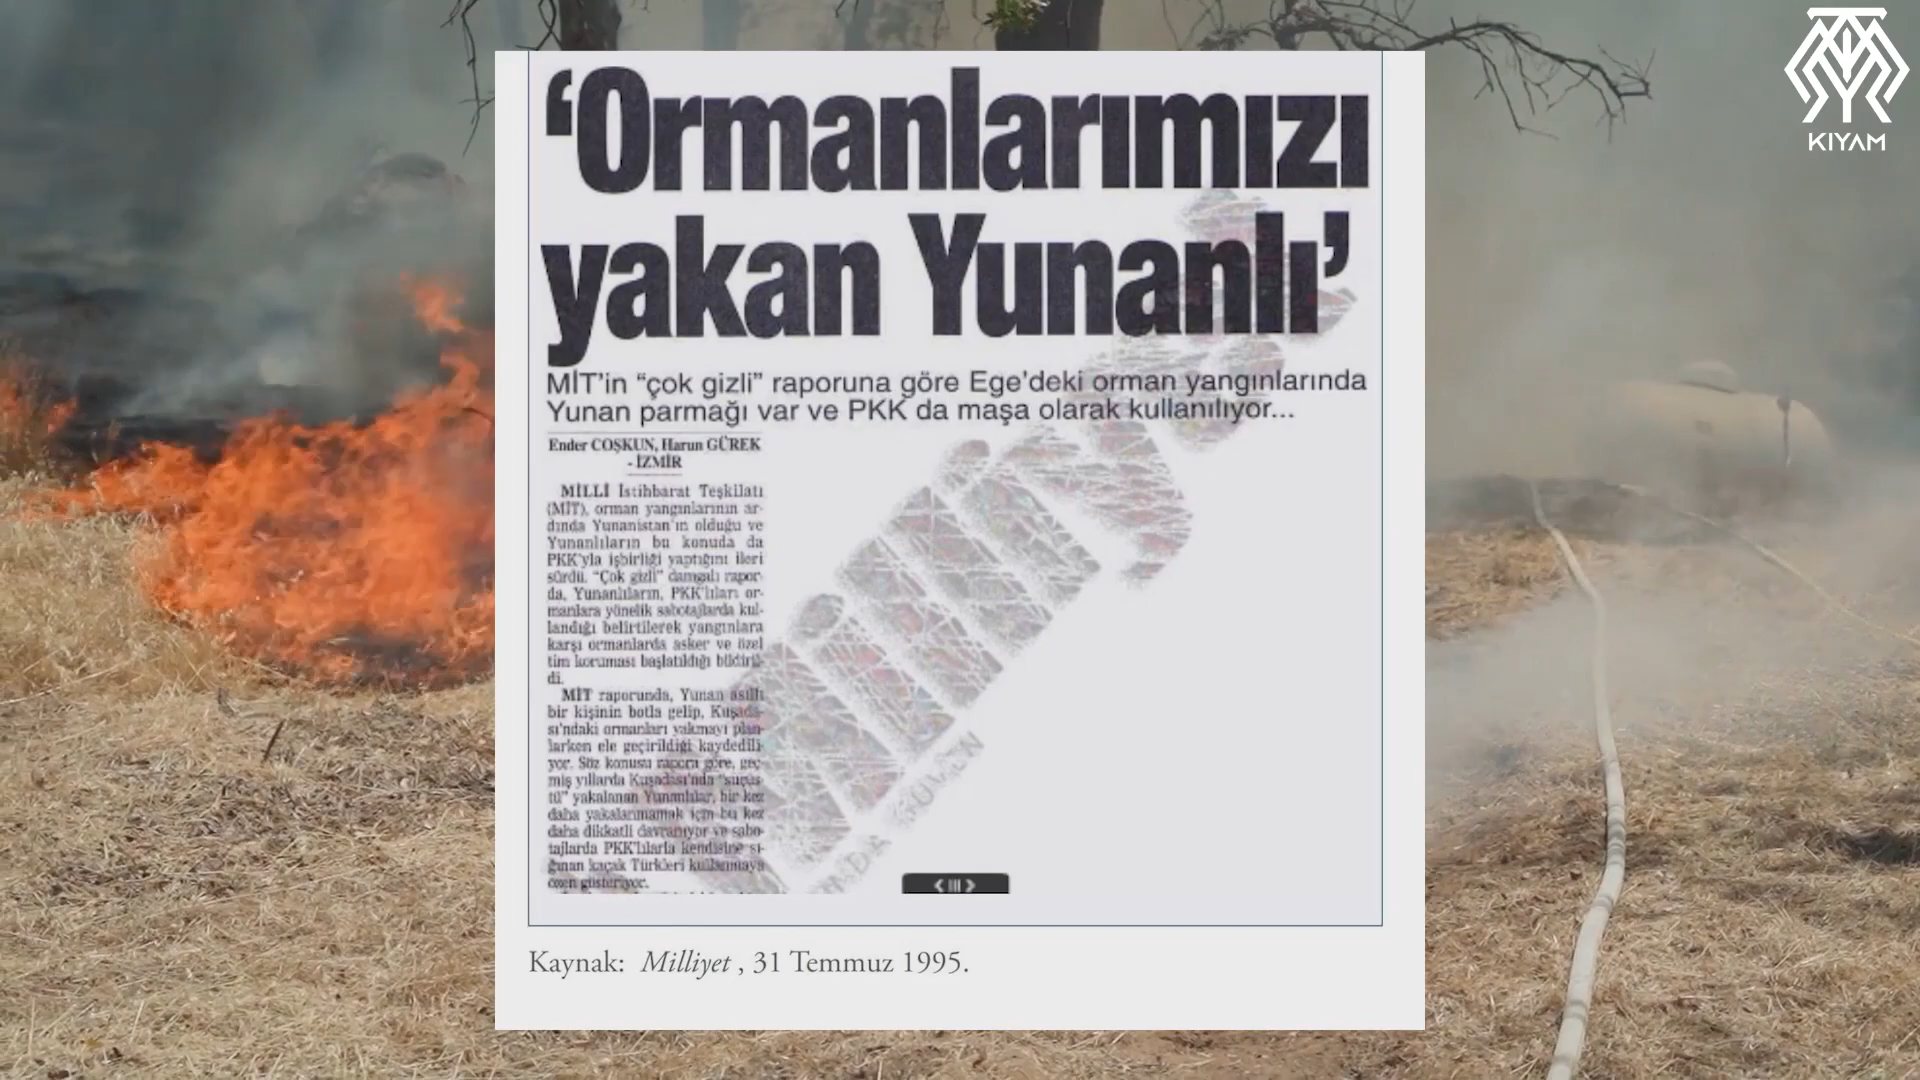 KIYAM
‘Ormanlarımızı
yakan Yunanlı’
MİT’in “çok gizli” raporuna göre Ege’deki orman yangınlarında
Yunan parmağı var ve PKK da maşa olarak kullanılıyor...
Ender COŞKUN, Harun GÜREK
- İZMİR
MİLLİ İstihbarat Teşkilatı
(MİT), orman yangınlarının ar-
dında Yunanistan’ın olduğu ve
Yunanlıların bu konuda da
PKK’yla işbirliği yaptığını ileri
sürdü. “Çok gizli” damgalı rapor-
da, Yunanlıların, PKK’lıları or-
manlara yönelik sabotajlarda kul-
landığı belirtilerek yangınlara
karşı ormanlarda asker ve özel
tim koruması başlatıldığı bildiril-
di.
MİT raporunda, Yunan asıllı
bir kişinin botla gelip, Kuşada-
sı’ndaki ormanları yakmayı plan-
larken ele geçirildiği kaydedili-
yor. Söz konusu rapora göre, geç-
miş yıllarda Kuşadası’nda “suçüs-
tü” yakalanan Yunanlılar, bir kez
daha yakalanmamak için bu kez
daha dikkatli davranıyor ve sabo-
tajlarda PKK’lılarla kendisine sı-
ğınan kaçak Türkleri kullanmaya
özen gösteriyor.
Kaynak: Milliyet , 31 Temmuz 1995.